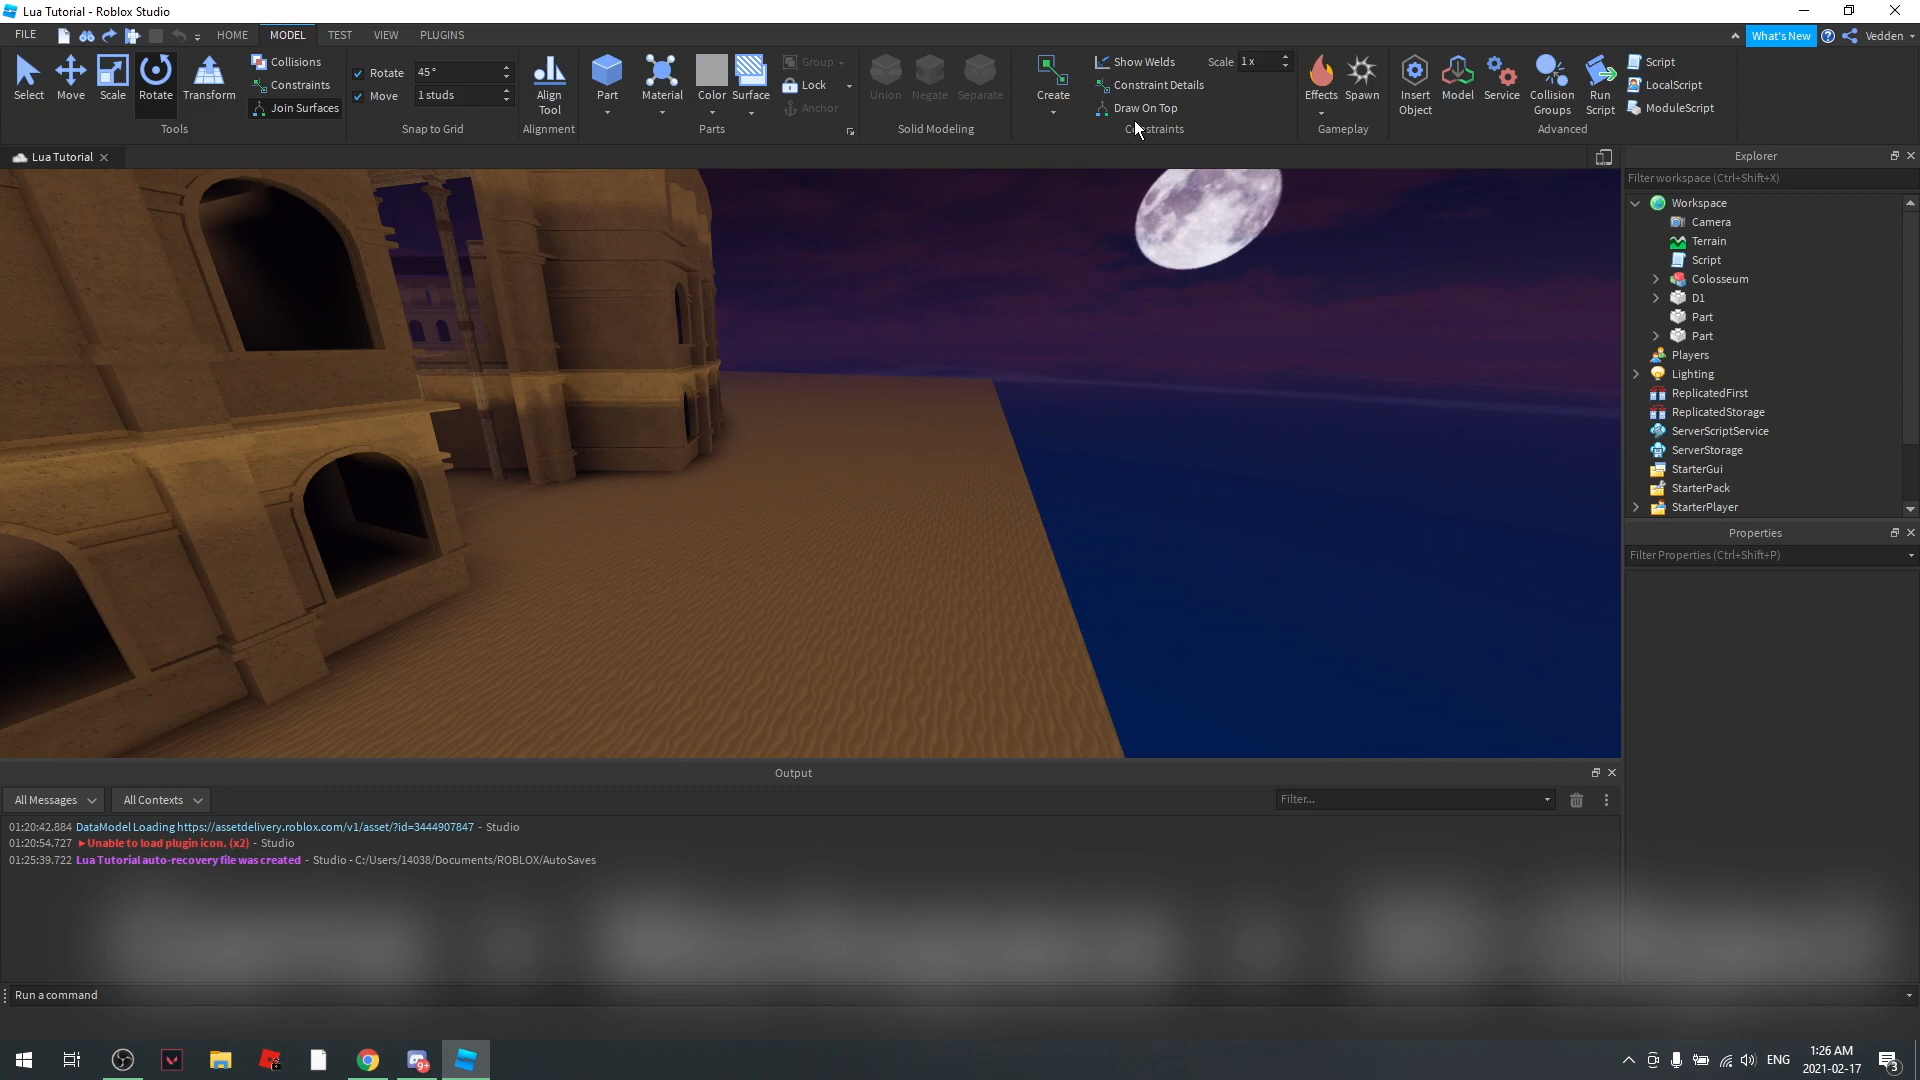 Lua Tutorial - Roblox Studio
FILE HOME MODEL TEST VIEW PLUGINS What's New Vedden
Select Move Scale Rotate Transform
Collisions
Constraints
Join Surfaces
Tools
Rotate 45°
Move 1 studs
Snap to Grid
Align Tool
Alignment
Part Material Color Surface
Group
Lock
Anchor
Parts
Union Negate Separate
Solid Modeling
Create
Show Welds Scale 1x
Constraint Details
Draw On Top
Constraints
Effects Spawn
Gameplay
Insert Object Model Service Collision Groups Run Script
Script
LocalScript
ModuleScript
Advanced
Lua Tutorial
Explorer
Filter workspace (Ctrl+Shift+X)
Workspace
Camera
Terrain
Script
Colosseum
D1
Part
Part
Players
Lighting
ReplicatedFirst
ReplicatedStorage
ServerScriptService
ServerStorage
StarterGui
StarterPack
StarterPlayer
Properties
Filter Properties (Ctrl+Shift+P)
Output
All Messages All Contexts Filter...
01:20:42.884 DataModel Loading https://assetdelivery.roblox.com/v1/asset/?id=3444907847 - Studio
01:20:54.727 Unable to load plugin icon. (x2) - Studio
01:25:39.722 Lua Tutorial auto-recovery file was created - Studio - C:/Users/14038/Documents/ROBLOX/AutoSaves
Run a command
9+
ENG
1:26 AM
2021-02-17
3